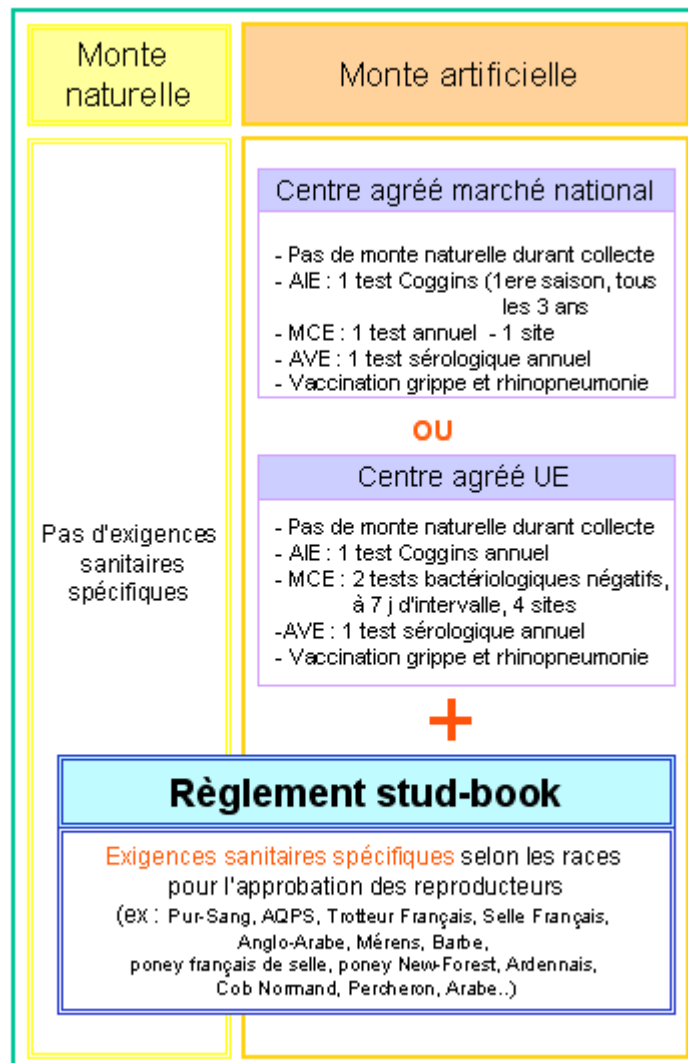 Monte
naturelle
Monte artificielle
Centre agréé marché national
- Pas de monte naturelle durant collecte
- AIE : 1 test Coggins (1ere saison, tous
les 3 ans
- MCE : 1 test annuel - 1 site
- AVE : 1 test sérologique annuel
- Vaccination grippe et rhinopneumonie
ou
Centre agréé UE
- Pas de monte naturelle durant collecte
- AIE : 1 test Coggins annuel
- MCE : 2 tests bactériologiques négatifs,
à 7 j d'intervalle, 4 sites
-AVE : 1 test sérologique annuel
- Vaccination grippe et rhinopneumonie
Pas d'exigences
sanitaires
spécifiques
+
Règlement stud-book
Exigences sanitaires spécifiques selon les races
pour l'approbation des reproducteurs
(ex : Pur-Sang, AQPS, Trotteur Français, Selle Français,
Anglo-Arabe, Mérens, Barbe,
poney français de selle, poney New-Forest, Ardennais,
Cob Normand, Percheron, Arabe..)